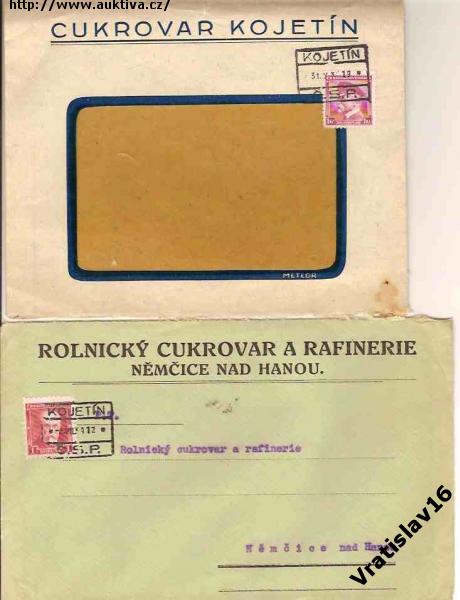 http://www.auktiva.cz/
CUKROVAR KOJETÍN
KOJETÍN
Č.S.P.
METEOR
ROLNICKÝ CUKROVAR A RAFINERIE
NĚMČICE NAD HANOU.
KOJETÍN
Č.S.P.
Rolnický cukrovar a rafinerie
Němčice nad
Vratislav16